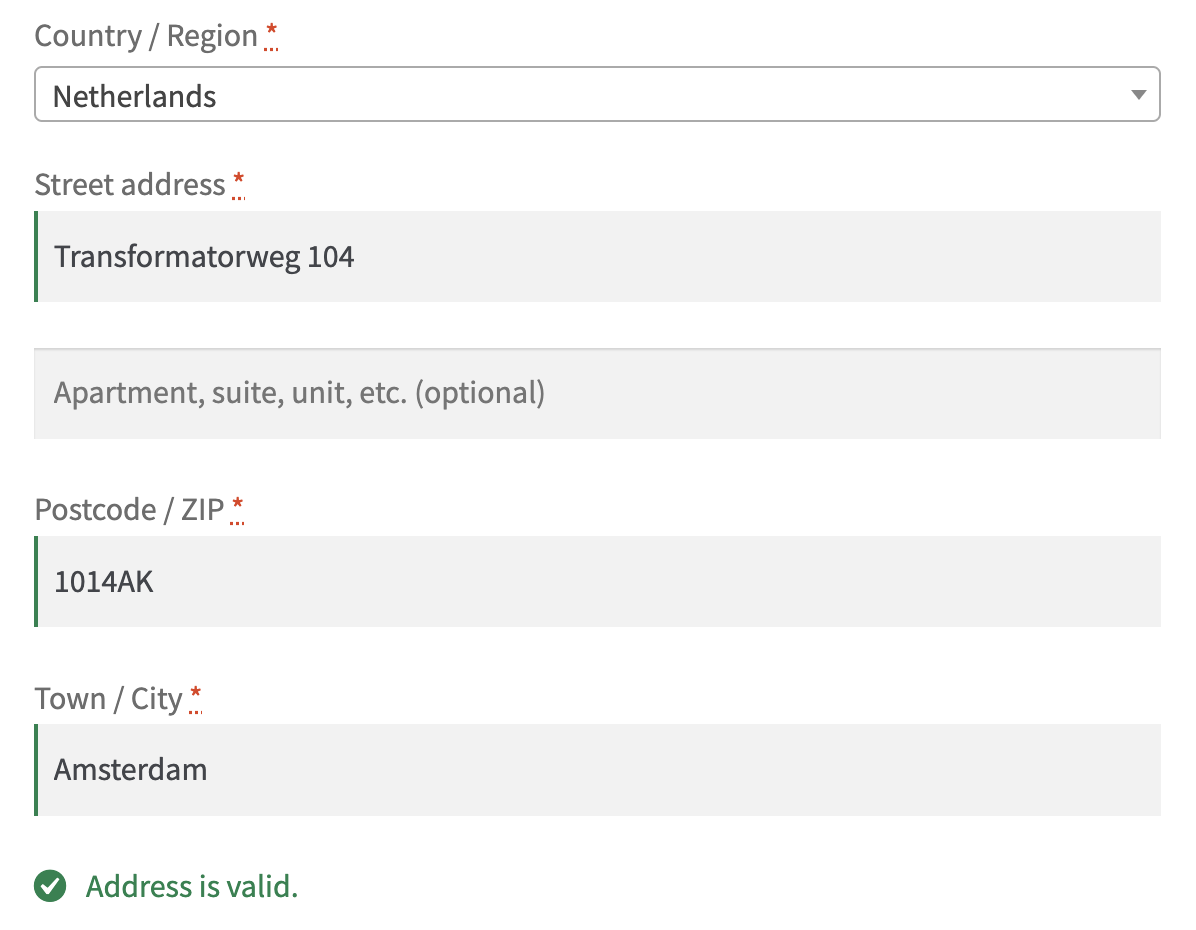 Country / Region *
Netherlands
Street address *
Transformatorweg 104
Apartment, suite, unit, etc. (optional)
Postcode / ZIP *
1014AK
Town / City *
Amsterdam
Address is valid.